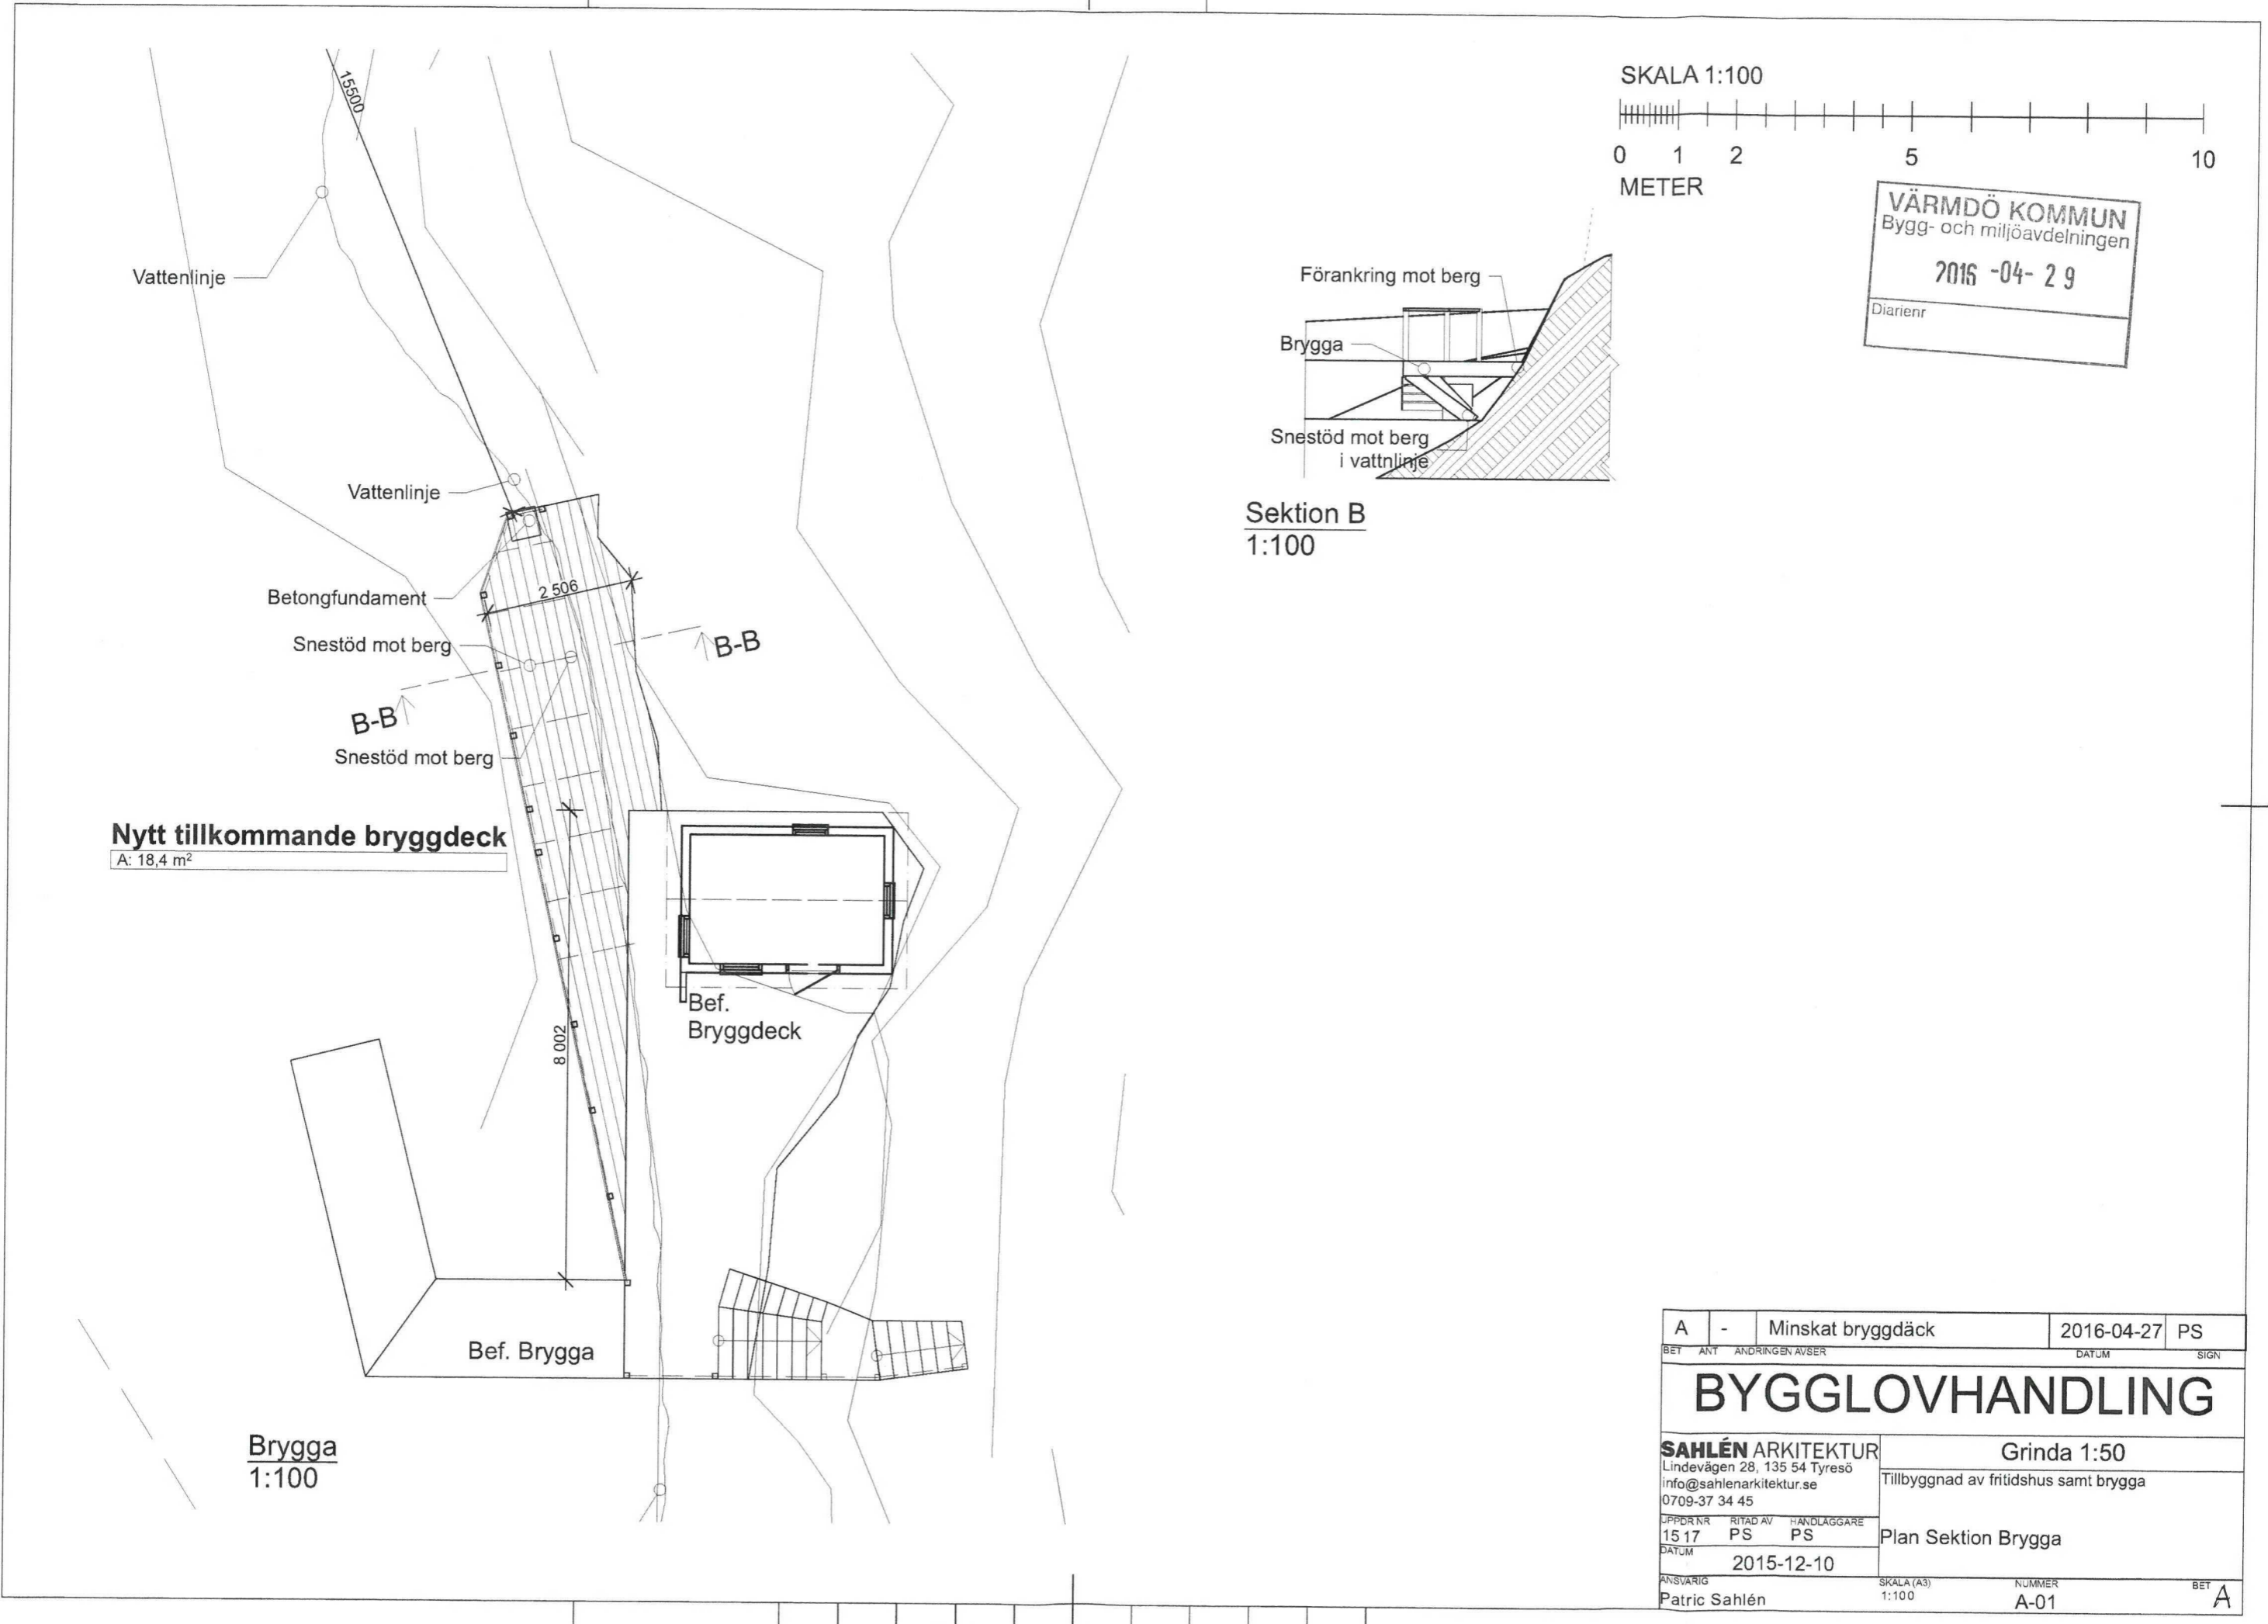 15500
Vattenlinje
Vattenlinje
Betongfundament
2 506
Snestöd mot berg
B-B
B-B
Snestöd mot berg
Nytt tillkommande bryggdeck
A: 18,4 m²
8 002
Bef.
Bryggdeck
Bef. Brygga
Brygga
1:100
SKALA 1:100
0 1 2 5 10
METER
VÄRMDÖ KOMMUN
Bygg- och miljöavdelningen
2016 -04- 2 9
Diarienr
Förankring mot berg
Brygga
Snestöd mot berg
i vattnlinje
Sektion B
1:100
A - Minskat bryggdäck 2016-04-27 PS
BET ANT ÄNDRINGEN AVSER DATUM SIGN
BYGGLOVHANDLING
SAHLÉN ARKITEKTUR
Lindevägen 28, 135 54 Tyresö
info@sahlenarkitektur.se
0709-37 34 45
Grinda 1:50
Tillbyggnad av fritidshus samt brygga
UPPDR NR RITAD AV HANDLÄGGARE
15 17 PS PS
Plan Sektion Brygga
DATUM
2015-12-10
ANSVARIG
Patric Sahlén
SKALA (A3)
1:100
NUMMER
A-01
BET
A